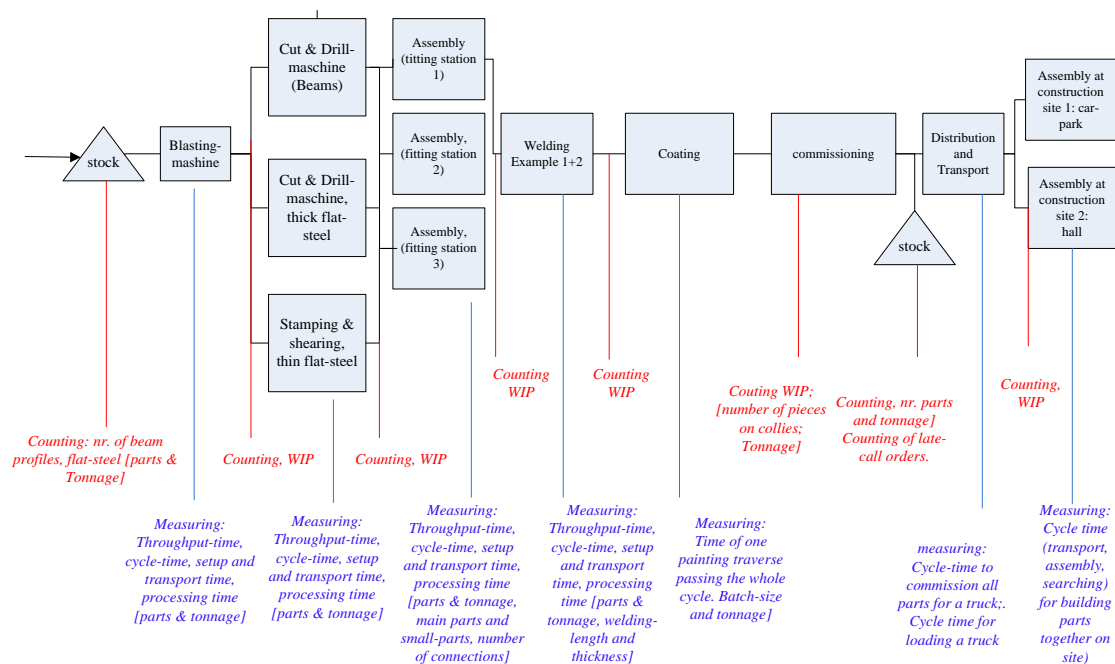 Cut & Drill-
maschine
(Beams)
Assembly
(titting station
1)
Assembly at
construction
site 1: car-
park
stock
Blasting-
mashine
Cut & Drill-
maschine,
thick flat-
steel
Assembly,
(fitting station
2)
Welding
Example 1+2
Coating
commissioning
Distribution
and
Transport
Assembly at
construction
site 2:
hall
Assembly,
(fitting station
3)
stock
Stamping &
shearing,
thin flat-steel
Counting
WIP
Counting
WIP
Couting WIP;
[number of pieces
on collies;
Tonnage]
Counting, nr. parts
and tonnage]
Counting of late-
call orders.
Counting,
WIP
Counting: nr. of beam
profiles, flat-steel [parts &
Tonnage]
Counting, WIP
Counting, WIP
Measuring:
Throughput-time,
cycle-time, setup and
transport time,
processing time
[parts & tonnage]
Measuring:
Throughput-time,
cycle-time, setup
and transport time,
processing time
[parts & tonnage]
Measuring:
Throughput-time,
cycle-time, setup
and transport time,
processing time
[parts & tonnage,
main parts and
small-parts, number
of connections]
Measuring:
Throughput-time,
cycle-time, setup
and transport
time, processing
time [parts &
tonnage, welding-
length and
thickness]
Measuring:
Time of one
painting traverse
passing the whole
cycle. Batch-size
and tonnage]
measuring:
Cycle-time to
commission all
parts for a truck;.
Cycle time for
loading a truck
Measuring:
Cycle time
(transport,
assembly,
searching)
for building
parts
together on
site)